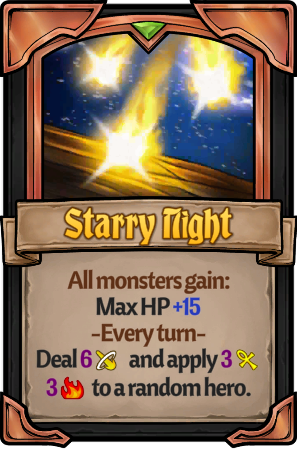 Starry Night
All monsters gain:
Max HP +15
-Every turn-
Deal 6 and apply 3
3 to a random hero.